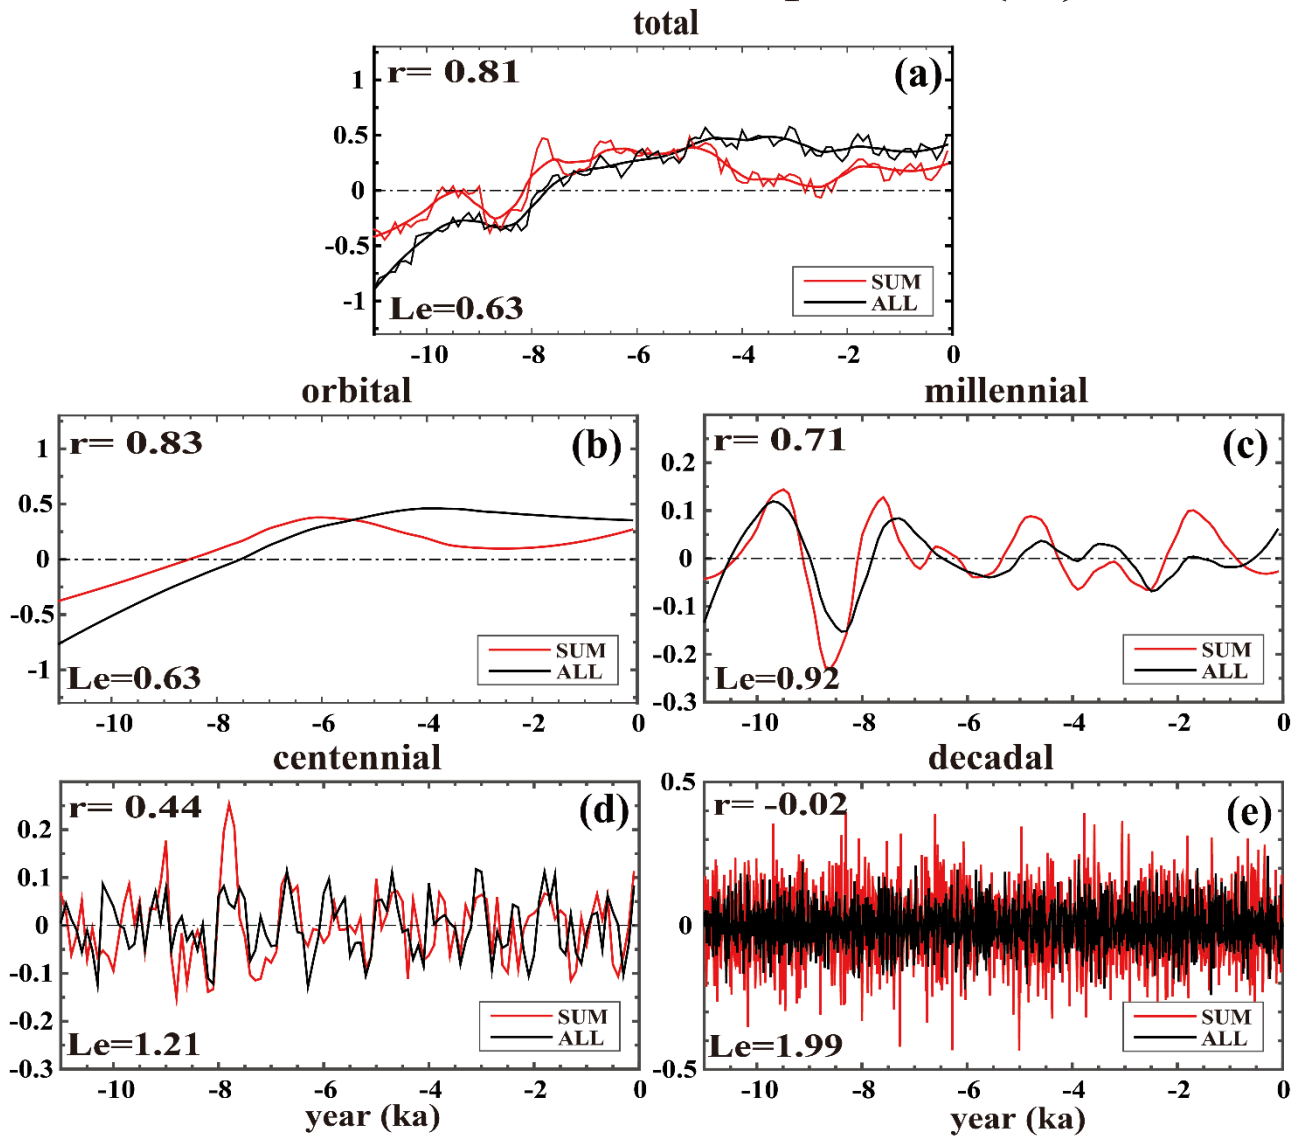 total
r= 0.81
(a)
1
0.5
0
-0.5
-1
Le=0.63
SUM
ALL
-10
-8
-6
-4
-2
0
orbital
r= 0.83
(b)
1
0.5
0
-0.5
-1
Le=0.63
SUM
ALL
-10
-8
-6
-4
-2
0
millennial
r= 0.71
(c)
0.2
0.1
0
-0.1
-0.2
-0.3
Le=0.92
SUM
ALL
-10
-8
-6
-4
-2
0
centennial
r= 0.44
(d)
0.2
0.1
0
-0.1
-0.2
-0.3
Le=1.21
SUM
ALL
-10
-8
-6
-4
-2
0
year (ka)
decadal
r= -0.02
(e)
0.5
0
-0.5
Le=1.99
SUM
ALL
-10
-8
-6
-4
-2
0
year (ka)